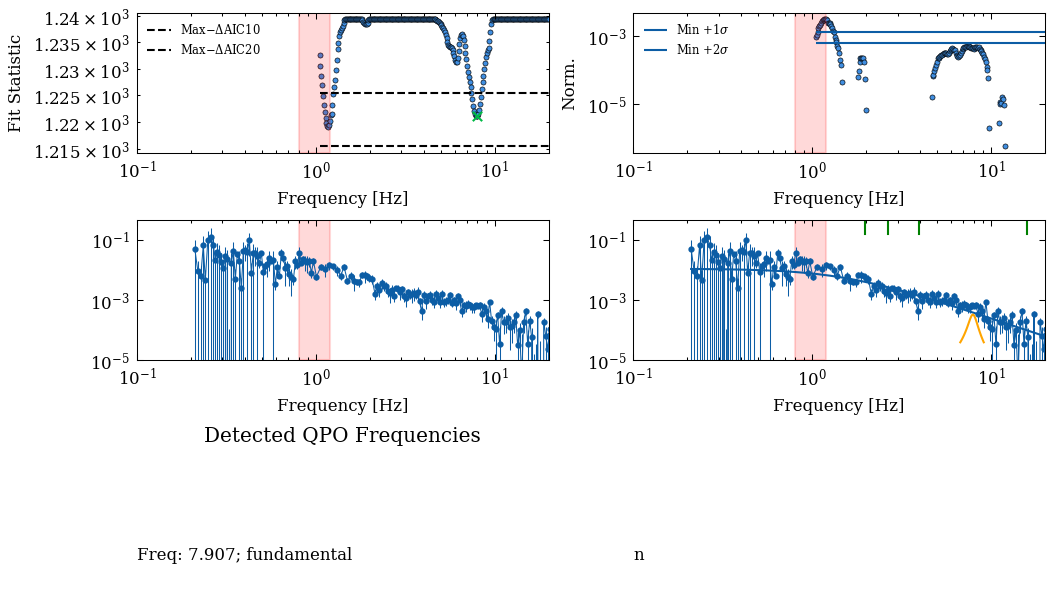 1.24 × 10³
1.235 × 10³
1.23 × 10³
1.225 × 10³
1.22 × 10³
1.215 × 10³
Fit Statistic
Max−ΔAIC10
Max−ΔAIC20
10⁻¹ 10⁰ 10¹
Frequency [Hz]
10⁻³
10⁻⁵
Norm.
Min +1σ
Min +2σ
10⁻¹ 10⁰ 10¹
Frequency [Hz]
10⁻¹
10⁻³
10⁻⁵
10⁻¹ 10⁰ 10¹
Frequency [Hz]
10⁻¹
10⁻³
10⁻⁵
10⁻¹ 10⁰ 10¹
Frequency [Hz]
Detected QPO Frequencies
Freq: 7.907; fundamental
n